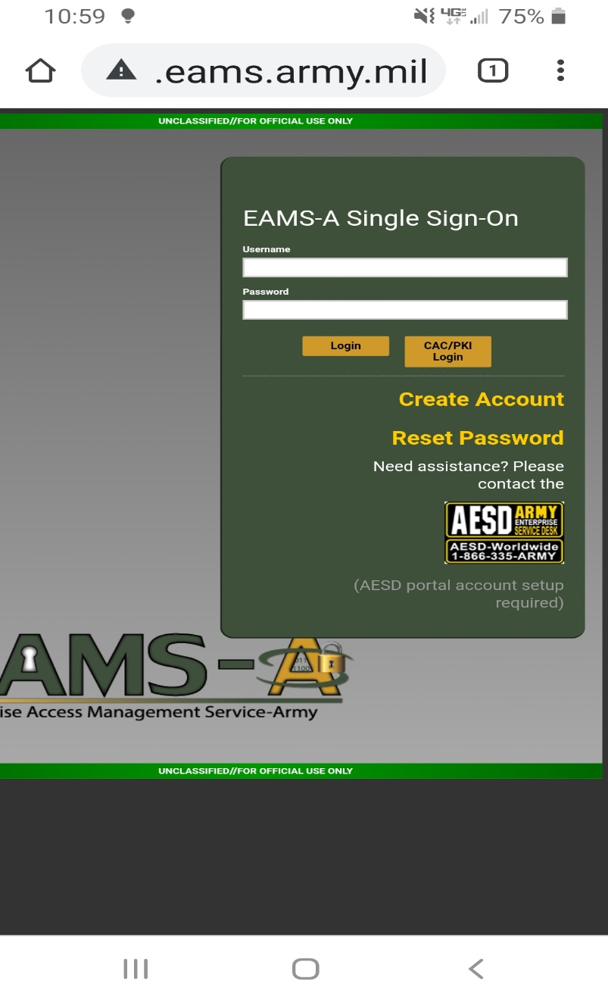 10:59 4G LTE 75%
.eams.army.mil 1
UNCLASSIFIED//FOR OFFICIAL USE ONLY
EAMS-A Single Sign-On
Username
Password
Login
CAC/PKI
Login
Create Account
Reset Password
Need assistance? Please
contact the
AESD ARMY
ENTERPRISE
SERVICE DESK
AESD-Worldwide
1-866-335-ARMY
(AESD portal account setup
required)
AMS-A
ise Access Management Service-Army
UNCLASSIFIED//FOR OFFICIAL USE ONLY